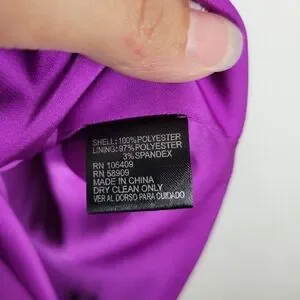 SHELL: 100% POLYESTER
LINING: 97% POLYESTER
3% SPANDEX
RN 106409
RN 58909
MADE IN CHINA
DRY CLEAN ONLY
VER AL DORSO PARA CUIDADO